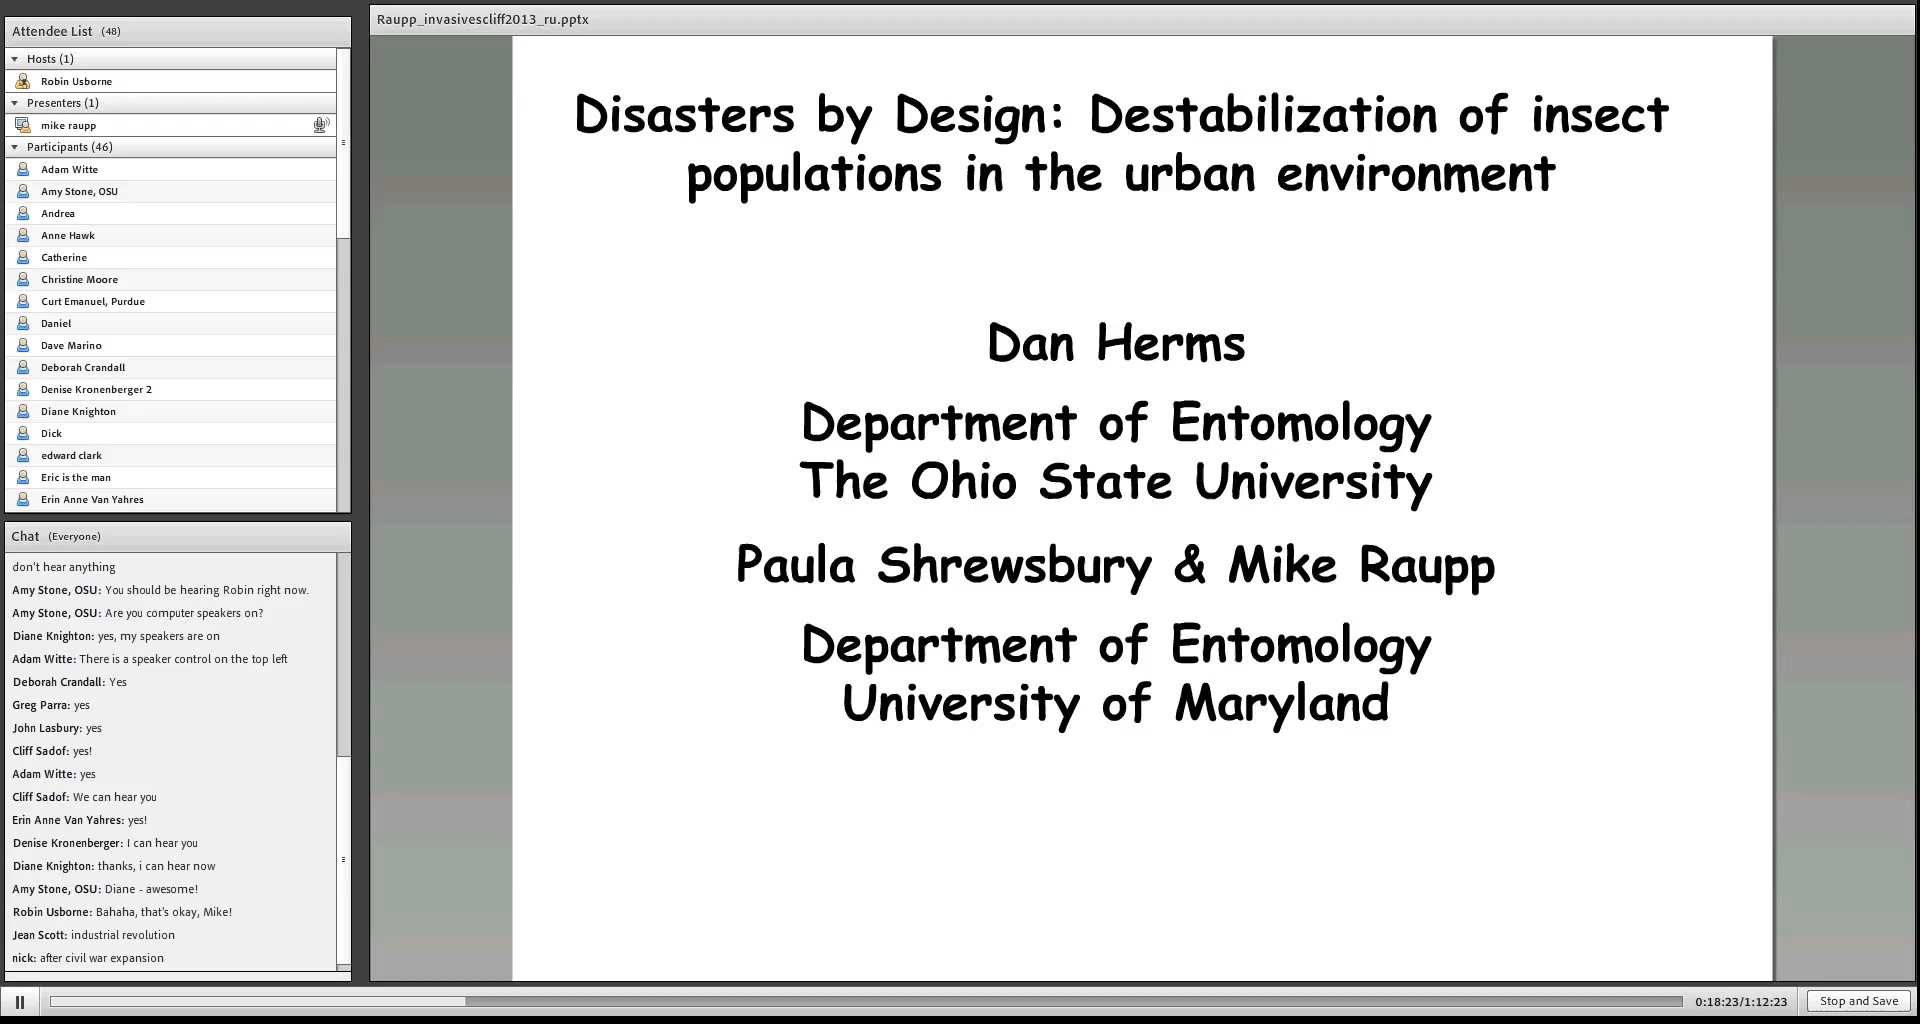 Raupp_invasivescliff2013_ru.pptx
Attendee List (48)
Hosts (1)
Robin Usborne
Presenters (1)
mike raupp
Participants (46)
Adam Witte
Amy Stone, OSU
Andrea
Anne Hawk
Catherine
Christine Moore
Curt Emanuel, Purdue
Daniel
Dave Marino
Deborah Crandall
Denise Kronenberger 2
Diane Knighton
Dick
edward clark
Eric is the man
Erin Anne Van Yahres
Chat (Everyone)
don't hear anything
Amy Stone, OSU: You should be hearing Robin right now.
Amy Stone, OSU: Are you computer speakers on?
Diane Knighton: yes, my speakers are on
Adam Witte: There is a speaker control on the top left
Deborah Crandall: Yes
Greg Parra: yes
John Lasbury: yes
Cliff Sadof: yes!
Adam Witte: yes
Cliff Sadof: We can hear you
Erin Anne Van Yahres: yes!
Denise Kronenberger: I can hear you
Diane Knighton: thanks, i can hear now
Amy Stone, OSU: Diane - awesome!
Robin Usborne: Bahaha, that's okay, Mike!
Jean Scott: industrial revolution
nick: after civil war expansion
Disasters by Design: Destabilization of insect
populations in the urban environment
Dan Herms
Department of Entomology
The Ohio State University
Paula Shrewsbury & Mike Raupp
Department of Entomology
University of Maryland
0:18:23/1:12:23
Stop and Save